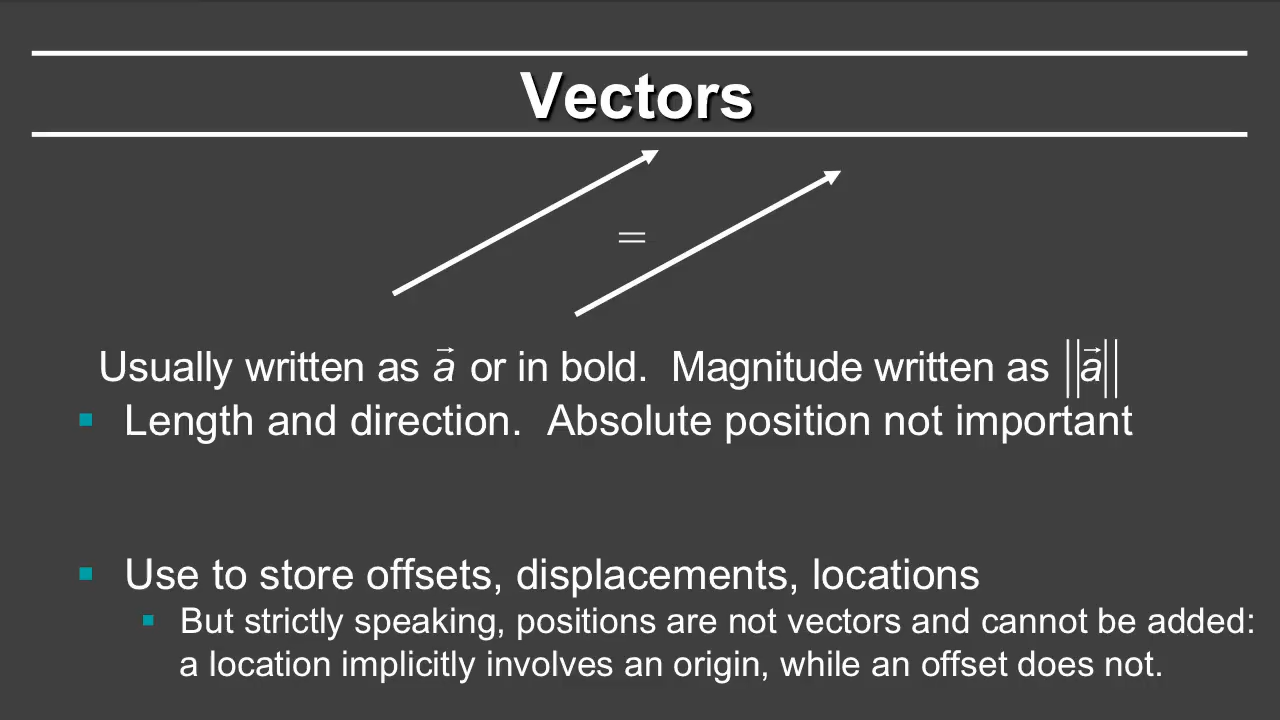 Vectors
=
Usually written as a⃗ or in bold. Magnitude written as ||a⃗||
▪ Length and direction. Absolute position not important
▪ Use to store offsets, displacements, locations
▪ But strictly speaking, positions are not vectors and cannot be added:
a location implicitly involves an origin, while an offset does not.